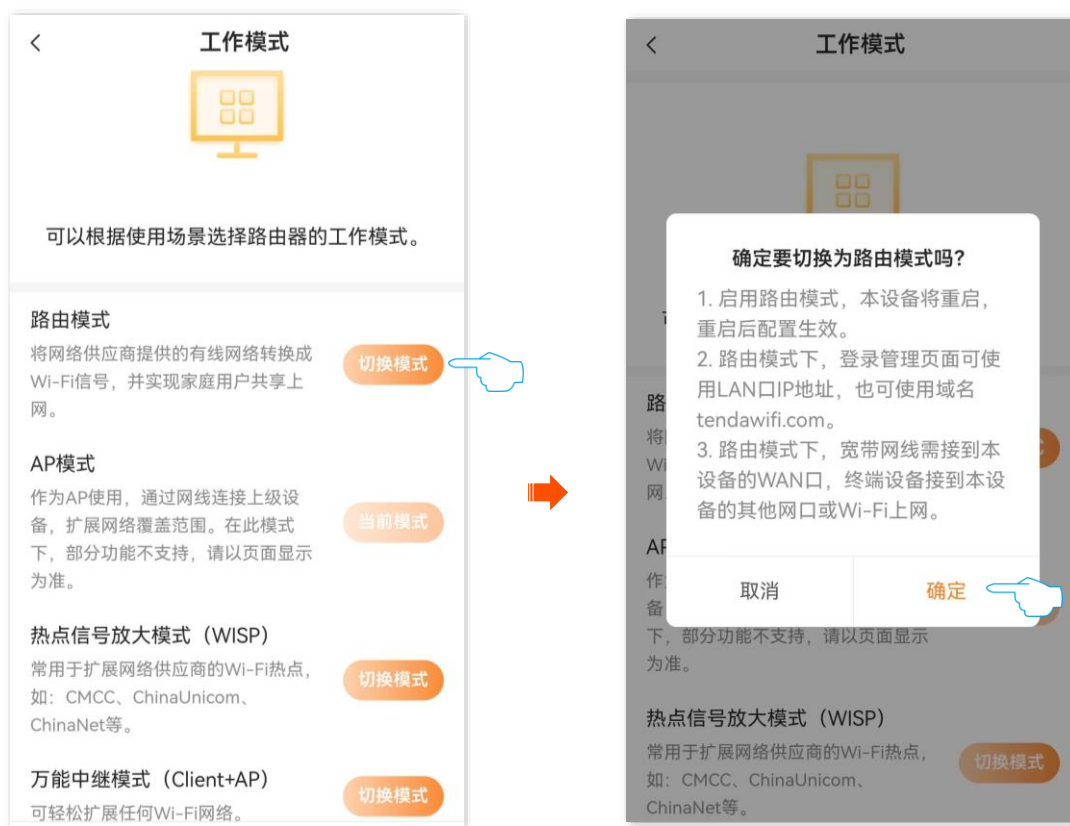 工作模式
可以根据使用场景选择路由器的工作模式。
路由模式
将网络供应商提供的有线网络转换成
Wi-Fi信号，并实现家庭用户共享上
网。
切换模式
AP模式
作为AP使用，通过网线连接上级设
备，扩展网络覆盖范围。在此模式
下，部分功能不支持，请以页面显示
为准。
当前模式
热点信号放大模式（WISP）
常用于扩展网络供应商的Wi-Fi热点，
如：CMCC、ChinaUnicom、
ChinaNet等。
切换模式
万能中继模式（Client+AP）
可轻松扩展任何Wi-Fi网络。
切换模式
工作模式
确定要切换为路由模式吗？
1. 启用路由模式，本设备将重启，
重启后配置生效。
2. 路由模式下，登录管理页面可使
用LAN口IP地址，也可使用域名
tendawifi.com。
3. 路由模式下，宽带网线需接到本
设备的WAN口，终端设备接到本设
备的其他网口或Wi-Fi上网。
取消
确定
路
将
Wi
网
AP
作
备
下，部分功能不支持，请以页面显示
为准。
热点信号放大模式（WISP）
常用于扩展网络供应商的Wi-Fi热点，
如：CMCC、ChinaUnicom、
ChinaNet等。
切换模式